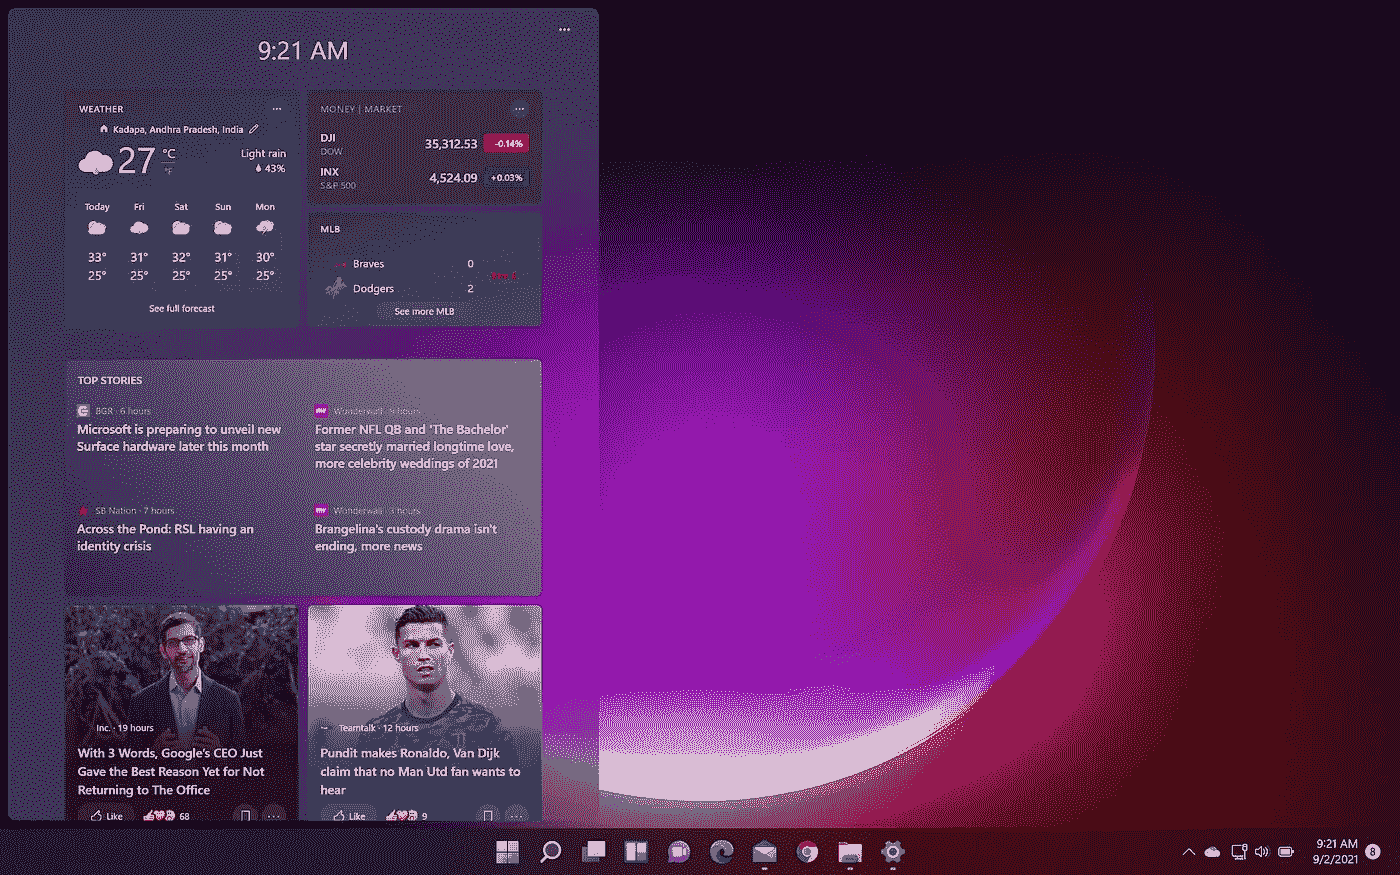 9:21 AM
WEATHER
Kadapa, Andhra Pradesh, India
27 °C
°F
Light rain
43%
Today Fri Sat Sun Mon
33° 31° 32° 31° 30°
25° 25° 25° 25° 25°
See full forecast
MONEY | MARKET
DJI
DOW
35,312.53 -0.14%
INX
S&P 500
4,524.09 +0.03%
MLB
Braves 0
Dodgers 2
See more MLB
TOP STORIES
BGR · 6 hours
Microsoft is preparing to unveil new
Surface hardware later this month
Wonderwall · 9 hours
Former NFL QB and 'The Bachelor'
star secretly married longtime love,
more celebrity weddings of 2021
SB Nation · 7 hours
Across the Pond: RSL having an
identity crisis
Wonderwall · 3 hours
Brangelina's custody drama isn't
ending, more news
Inc. · 19 hours
With 3 Words, Google's CEO Just
Gave the Best Reason Yet for Not
Returning to The Office
Like 68
Teamtalk · 12 hours
Pundit makes Ronaldo, Van Dijk
claim that no Man Utd fan wants to
hear
Like 9
9:21 AM
9/2/2021
8